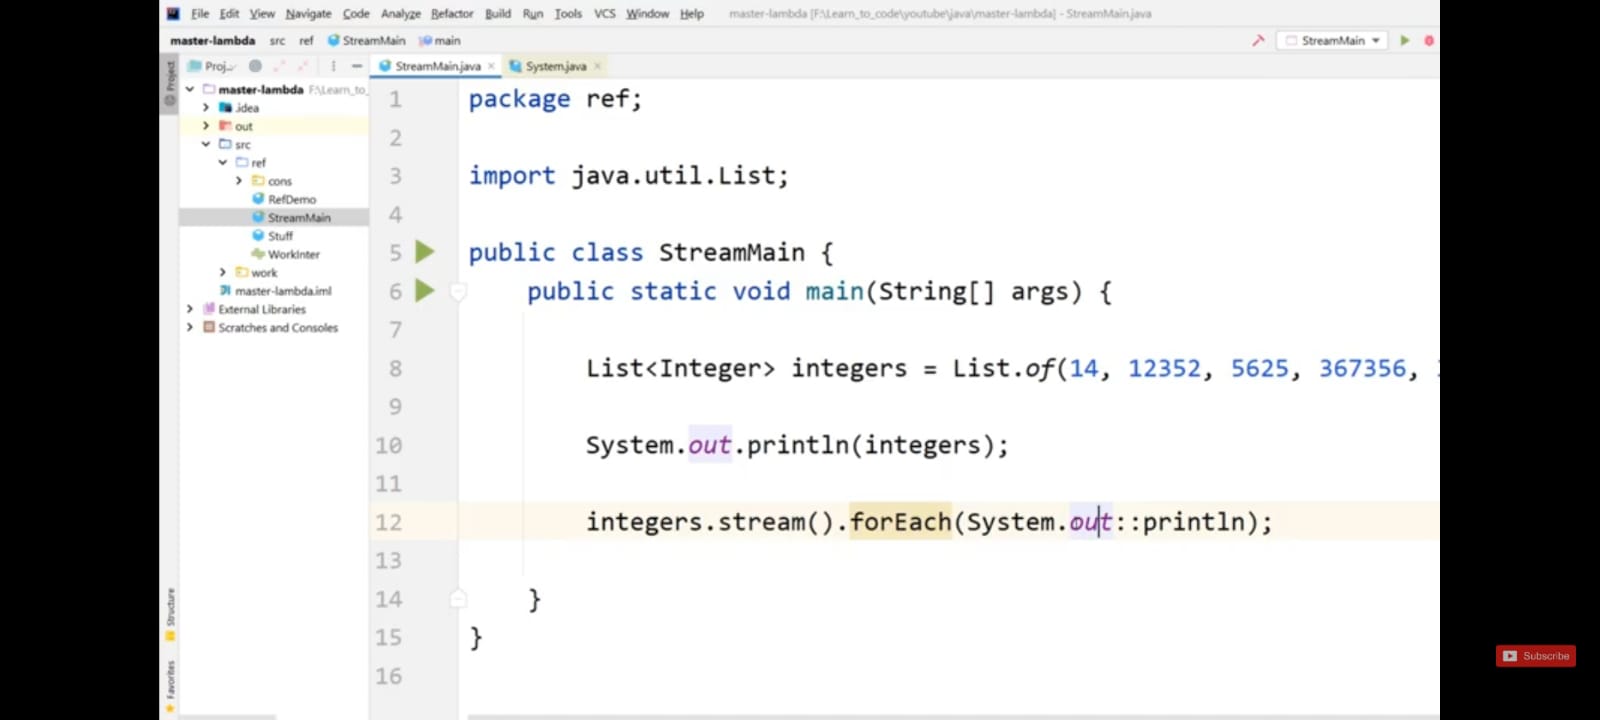 File Edit View Navigate Code Analyze Refactor Build Run Tools VCS Window Help master-lambda [F:\Learn_to_code\youtube\java\master-lambda] - StreamMain.java
master-lambda src ref StreamMain main StreamMain
Project
Proj... StreamMain.java System.java
master-lambda F:\Learn_to_
.idea
out
src
ref
cons
RefDemo
StreamMain
Stuff
WorkInter
work
master-lambda.iml
External Libraries
Scratches and Consoles
Structure
Favorites
1 package ref;
2
3 import java.util.List;
4
5 public class StreamMain {
6 public static void main(String[] args) {
7
8 List<Integer> integers = List.of(14, 12352, 5625, 367356,
9
10 System.out.println(integers);
11
12 integers.stream().forEach(System.out::println);
13
14 }
15 }
16
Subscribe